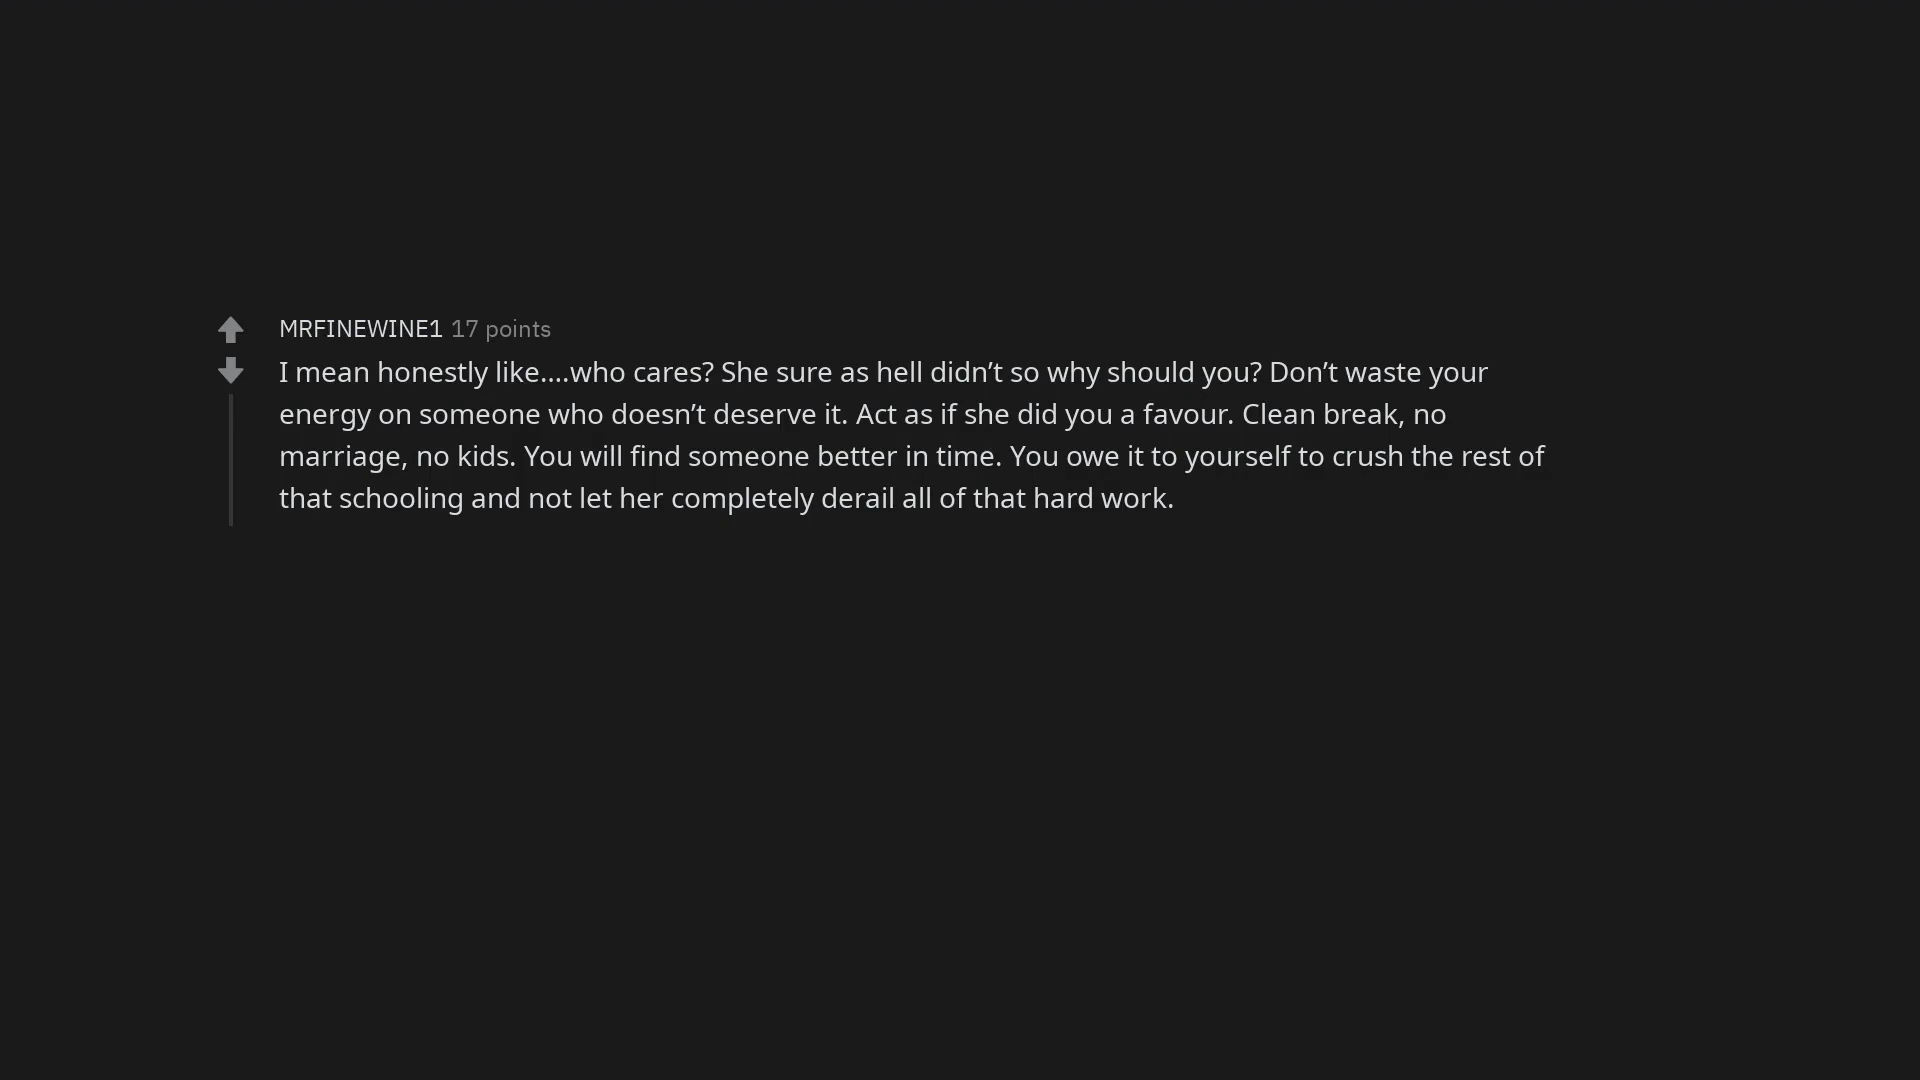 MRFINEWINE1 17 points
I mean honestly like....who cares? She sure as hell didn’t so why should you? Don’t waste your
energy on someone who doesn’t deserve it. Act as if she did you a favour. Clean break, no
marriage, no kids. You will find someone better in time. You owe it to yourself to crush the rest of
that schooling and not let her completely derail all of that hard work.